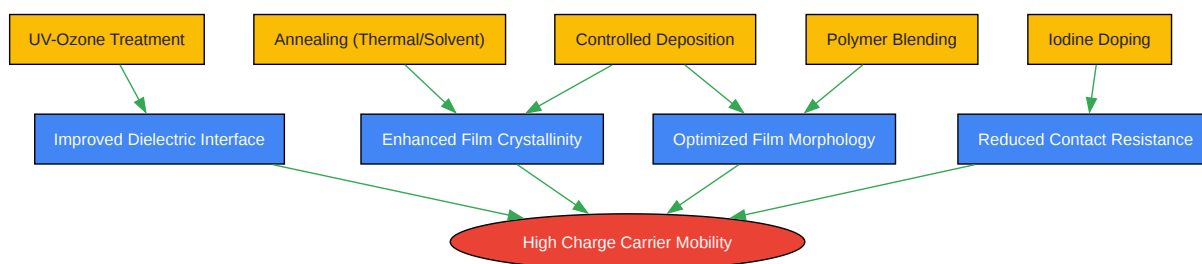 UV-Ozone Treatment
Annealing (Thermal/Solvent)
Controlled Deposition
Polymer Blending
Iodine Doping
Improved Dielectric Interface
Enhanced Film Crystallinity
Optimized Film Morphology
Reduced Contact Resistance
High Charge Carrier Mobility